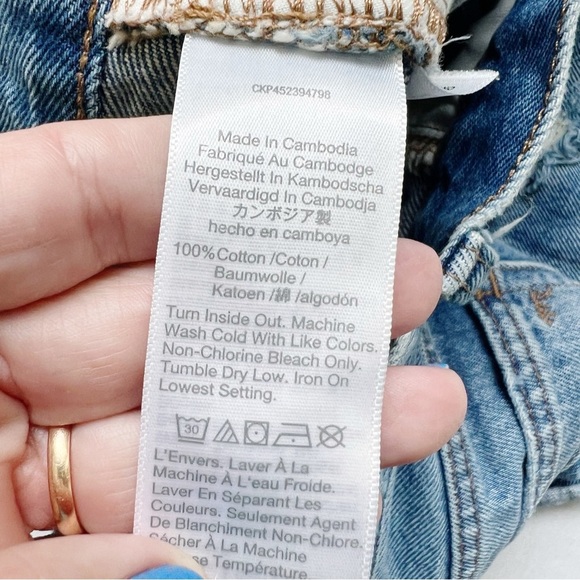 CKP452394798
Made In Cambodia
Fabriqué Au Cambodge
Hergestellt In Kambodscha
Vervaardigd In Cambodja
カンボジア製
hecho en camboya
100% Cotton /Coton/
Baumwolle /
Katoen /綿 /algodón
Turn Inside Out. Machine
Wash Cold With Like Colors.
Non-Chlorine Bleach Only.
Tumble Dry Low. Iron On
Lowest Setting.
30
L'Envers. Laver À La
Machine À L'eau Froide.
Laver En Séparant Les
Couleurs. Seulement Agent
De Blanchiment Non-Chlore.
Sécher À La Machine
Température.